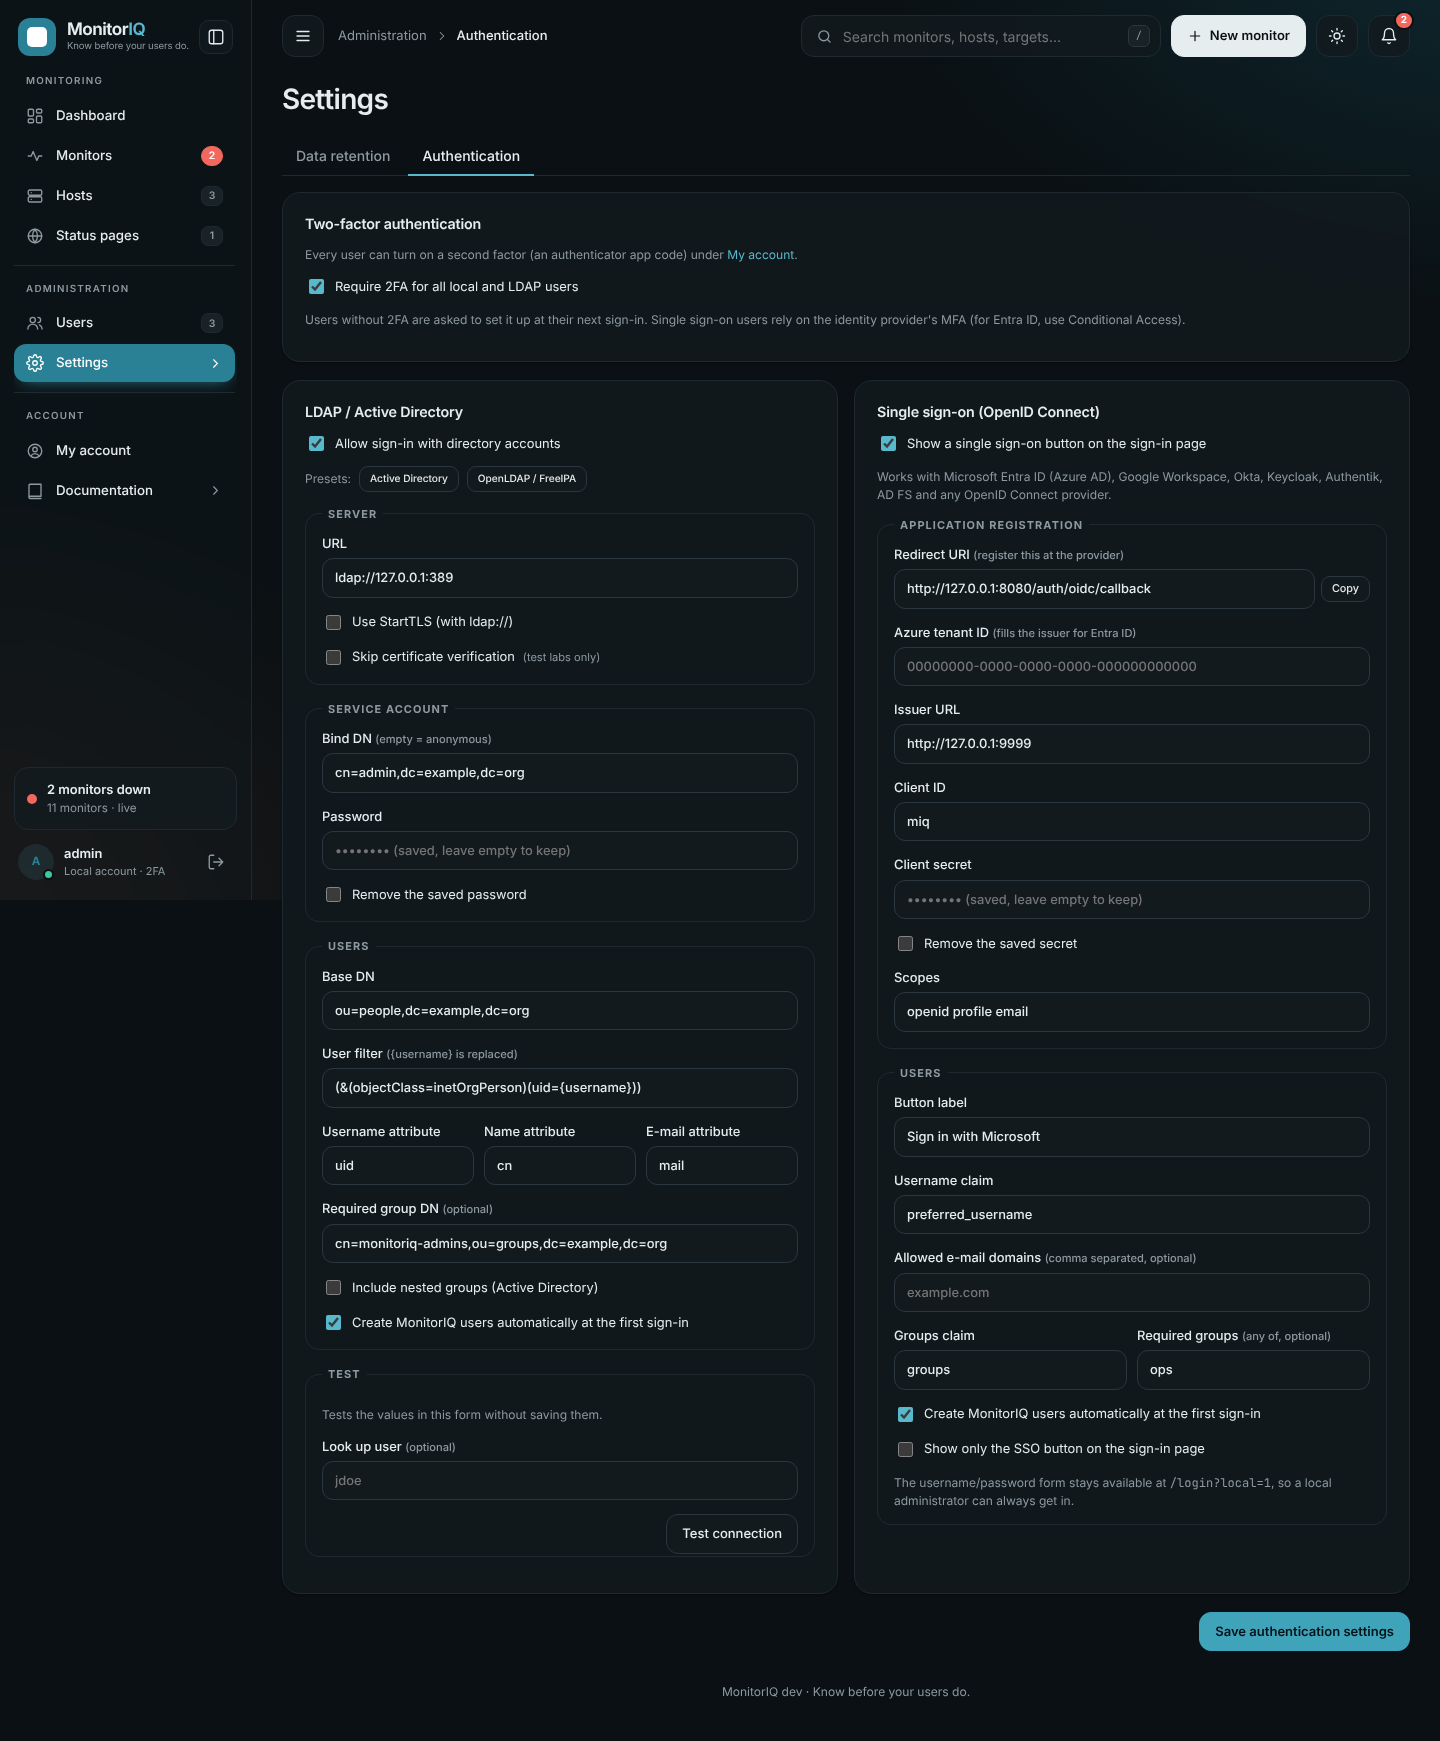 MonitorIQ
Know before your users do.
MONITORING
Dashboard
Monitors 2
Hosts 3
Status pages 1
ADMINISTRATION
Users 3
Settings
ACCOUNT
My account
Documentation
2 monitors down
11 monitors · live
A
admin
Local account · 2FA
Administration > Authentication
Search monitors, hosts, targets... /
+ New monitor
2
Settings
Data retention
Authentication
Two-factor authentication
Every user can turn on a second factor (an authenticator app code) under My account.
Require 2FA for all local and LDAP users
Users without 2FA are asked to set it up at their next sign-in. Single sign-on users rely on the identity provider's MFA (for Entra ID, use Conditional Access).
LDAP / Active Directory
Allow sign-in with directory accounts
Presets: Active Directory OpenLDAP / FreeIPA
SERVER
URL
ldap://127.0.0.1:389
Use StartTLS (with ldap://)
Skip certificate verification (test labs only)
SERVICE ACCOUNT
Bind DN (empty = anonymous)
cn=admin,dc=example,dc=org
Password
•••••••• (saved, leave empty to keep)
Remove the saved password
USERS
Base DN
ou=people,dc=example,dc=org
User filter ({username} is replaced)
(&(objectClass=inetOrgPerson)(uid={username}))
Username attribute Name attribute E-mail attribute
uid cn mail
Required group DN (optional)
cn=monitoriq-admins,ou=groups,dc=example,dc=org
Include nested groups (Active Directory)
Create MonitorIQ users automatically at the first sign-in
TEST
Tests the values in this form without saving them.
Look up user (optional)
jdoe
Test connection
Single sign-on (OpenID Connect)
Show a single sign-on button on the sign-in page
Works with Microsoft Entra ID (Azure AD), Google Workspace, Okta, Keycloak, Authentik,
AD FS and any OpenID Connect provider.
APPLICATION REGISTRATION
Redirect URI (register this at the provider)
http://127.0.0.1:8080/auth/oidc/callback Copy
Azure tenant ID (fills the issuer for Entra ID)
00000000-0000-0000-0000-000000000000
Issuer URL
http://127.0.0.1:9999
Client ID
miq
Client secret
•••••••• (saved, leave empty to keep)
Remove the saved secret
Scopes
openid profile email
USERS
Button label
Sign in with Microsoft
Username claim
preferred_username
Allowed e-mail domains (comma separated, optional)
example.com
Groups claim Required groups (any of, optional)
groups ops
Create MonitorIQ users automatically at the first sign-in
Show only the SSO button on the sign-in page
The username/password form stays available at /login?local=1, so a local
administrator can always get in.
Save authentication settings
MonitorIQ dev · Know before your users do.